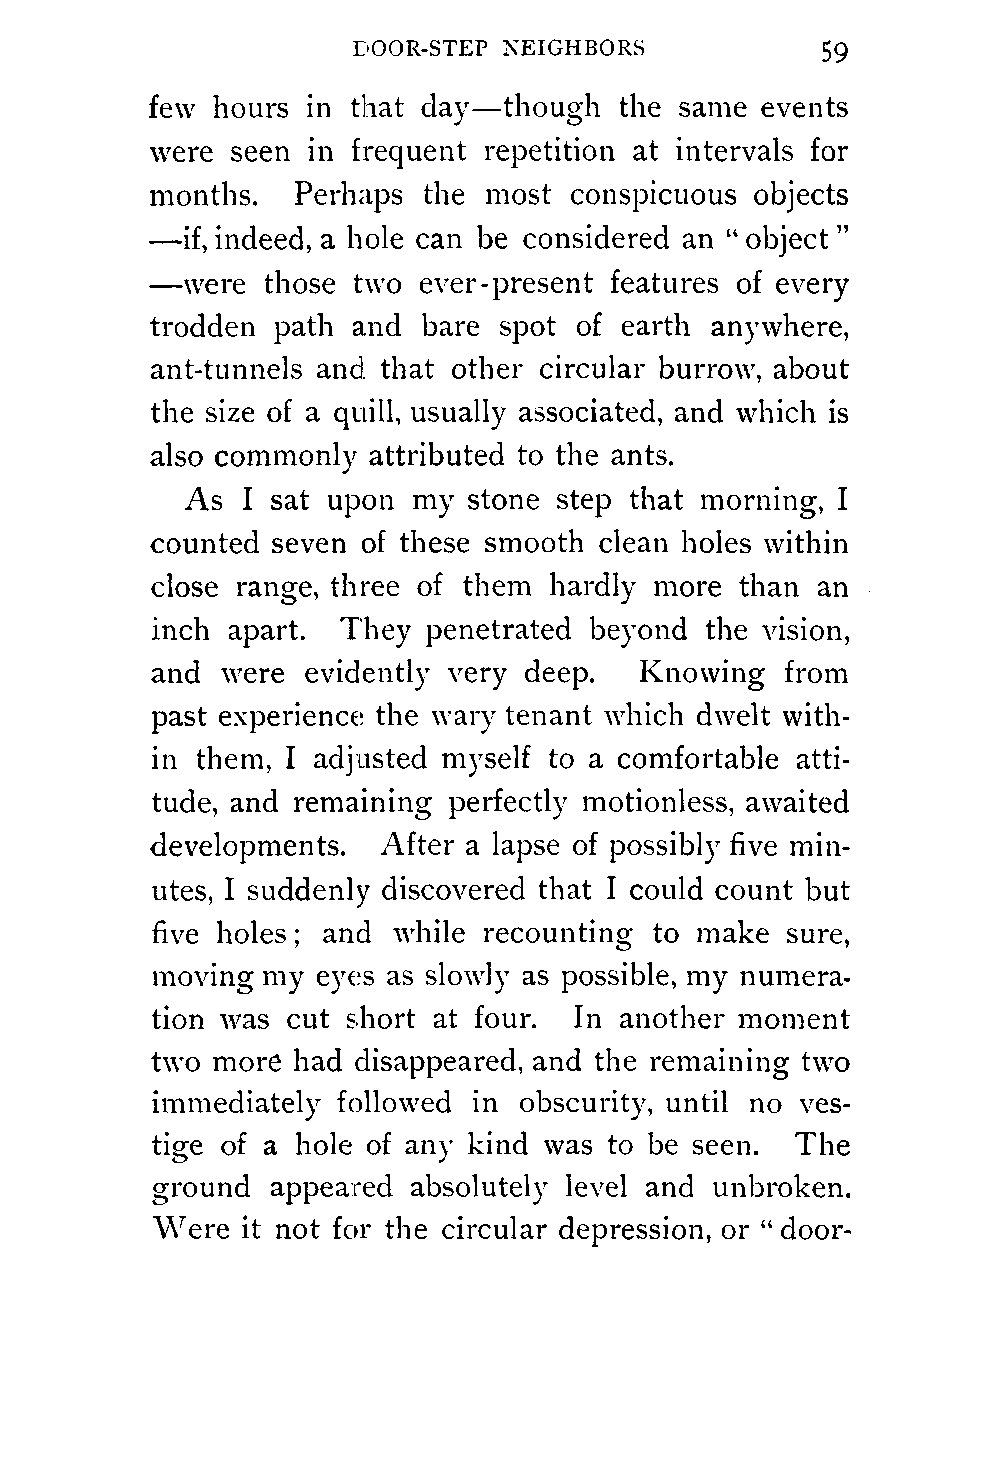 DOOR-STEP NEIGHBORS 59
few hours in that day—though the same events
were seen in frequent repetition at intervals for
months. Perhaps the most conspicuous objects
—if, indeed, a hole can be considered an “object”
—were those two ever-present features of every
trodden path and bare spot of earth anywhere,
ant-tunnels and that other circular burrow, about
the size of a quill, usually associated, and which is
also commonly attributed to the ants.
As I sat upon my stone step that morning, I
counted seven of these smooth clean holes within
close range, three of them hardly more than an
inch apart. They penetrated beyond the vision,
and were evidently very deep. Knowing from
past experience the wary tenant which dwelt with-
in them, I adjusted myself to a comfortable atti-
tude, and remaining perfectly motionless, awaited
developments. After a lapse of possibly five min-
utes, I suddenly discovered that I could count but
five holes; and while recounting to make sure,
moving my eyes as slowly as possible, my numera-
tion was cut short at four. In another moment
two more had disappeared, and the remaining two
immediately followed in obscurity, until no ves-
tige of a hole of any kind was to be seen. The
ground appeared absolutely level and unbroken.
Were it not for the circular depression, or “door-